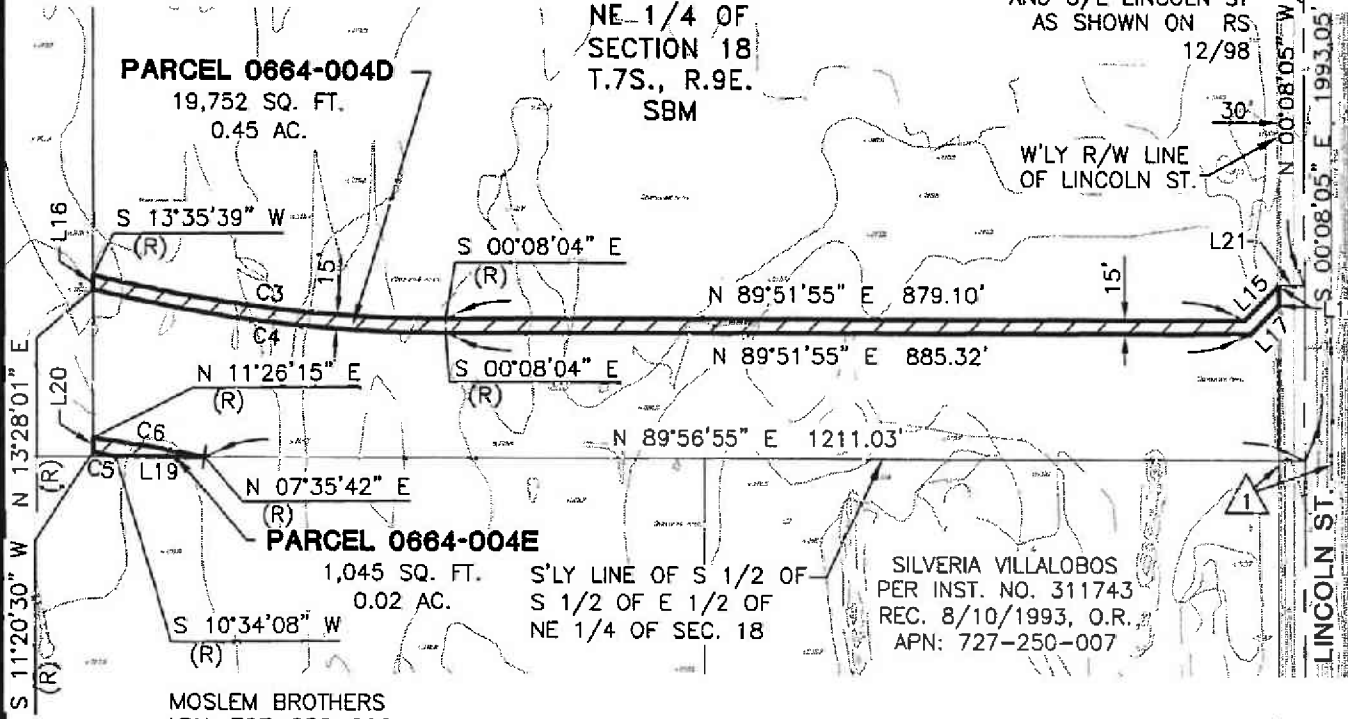 NE 1/4 OF
SECTION 18
T.7S., R.9E.
SBM
AS SHOWN ON RS
12/98
PARCEL 0664-004D
19,752 SQ. FT.
0.45 AC.
N 00°08'05" W
S 00°08'05" E 1993.05'
30'
W'LY R/W LINE
OF LINCOLN ST.
L16
S 13°35'39" W
(R)
15'
S 00°08'04" E
(R)
L21
C3
C4
N 89°51'55" E 879.10'
15'
L15
L17
N 89°51'55" E 885.32'
S 00°08'04" E
(R)
N 13°28'01" E
(R)
L20
N 11°26'15" E
(R)
C6
C5
L19
N 89°56'55" E 1211.03'
N 07°35'42" E
(R)
1
PARCEL 0664-004E
1,045 SQ. FT.
0.02 AC.
S'LY LINE OF S 1/2 OF
S 1/2 OF E 1/2 OF
NE 1/4 OF SEC. 18
SILVERIA VILLALOBOS
PER INST. NO. 311743
REC. 8/10/1993, O.R.,
APN: 727-250-007
LINCOLN ST.
S 10°34'08" W
(R)
S 11°20'30" W
(R)
MOSLEM BROTHERS